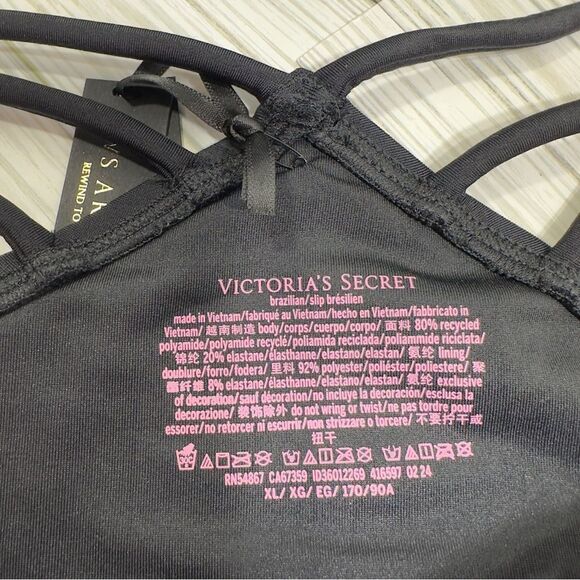 VS AR
REWIND TO
VICTORIA'S SECRET
brazilian/slip brésilien
made in Vietnam/fabriqué au Vietnam/hecho en Vietnam/fabbricato in
Vietnam/越南制造 body/corps/cuerpo/corpo/ 面料 80% recycled
polyamide/polyamide recyclé/poliamida reciclada/poliammide riciclata/
锦纶 20% elastane/élasthanne/elastano/elastan/氨纶 lining/
doublure/forro/fodera/ 里料 92% polyester/poliéster/poliestere/ 聚
酯纤维 8% elastane/élasthanne/elastano/elastan/ 氨纶 exclusive
of decoration/sauf décoration/no incluye la decoración/esclusa la
decorazione/ 装饰除外 do not wring or twist/ne pas tordre pour
essorer/no retorcer ni escurrir/non strizzare o torcere/ 不要拧干或
扭干
RN54867 CA67359 ID36012269 416597 02 24
XL/ XG/ EG/ 170/90A